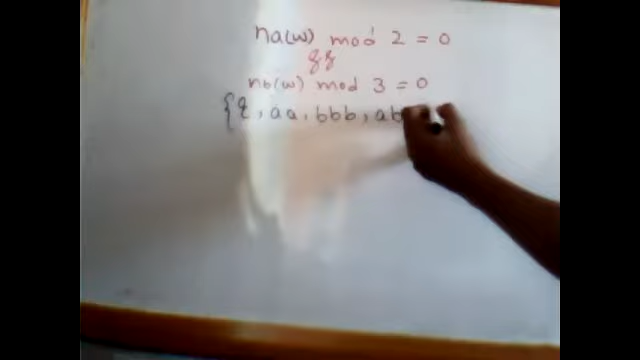 na(w) mod 2 = 0
&&
nb(w) mod 3 = 0
{ε, aa, bbb, ab